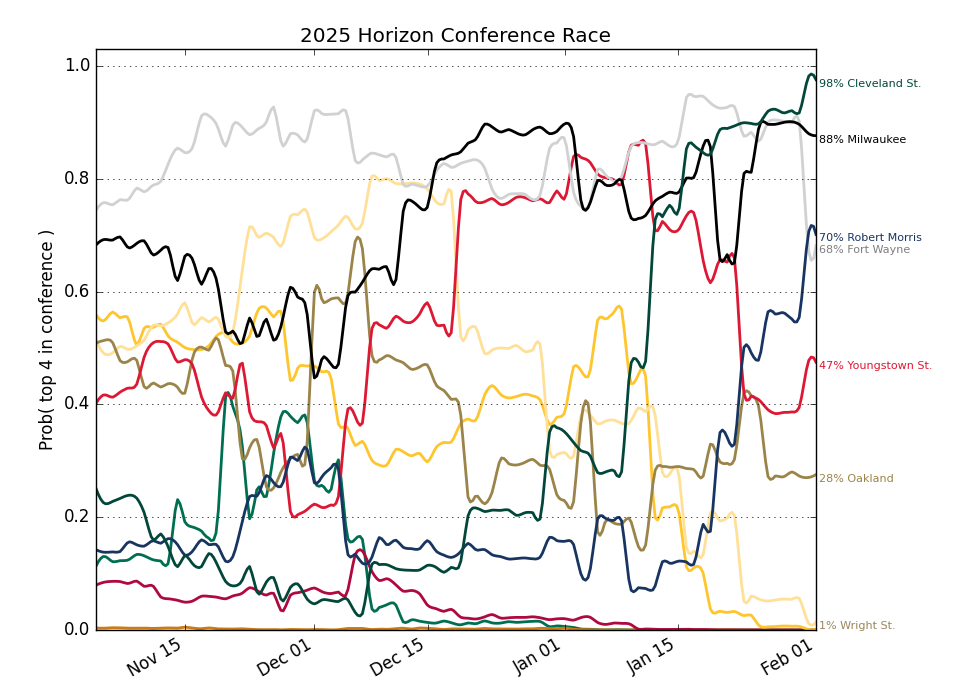 2025 Horizon Conference Race
Prob( top 4 in conference )
1.0
0.8
0.6
0.4
0.2
0.0
98% Cleveland St.
88% Milwaukee
70% Robert Morris
68% Fort Wayne
47% Youngstown St.
28% Oakland
1% Wright St.
Nov 15
Dec 01
Dec 15
Jan 01
Jan 15
Feb 01